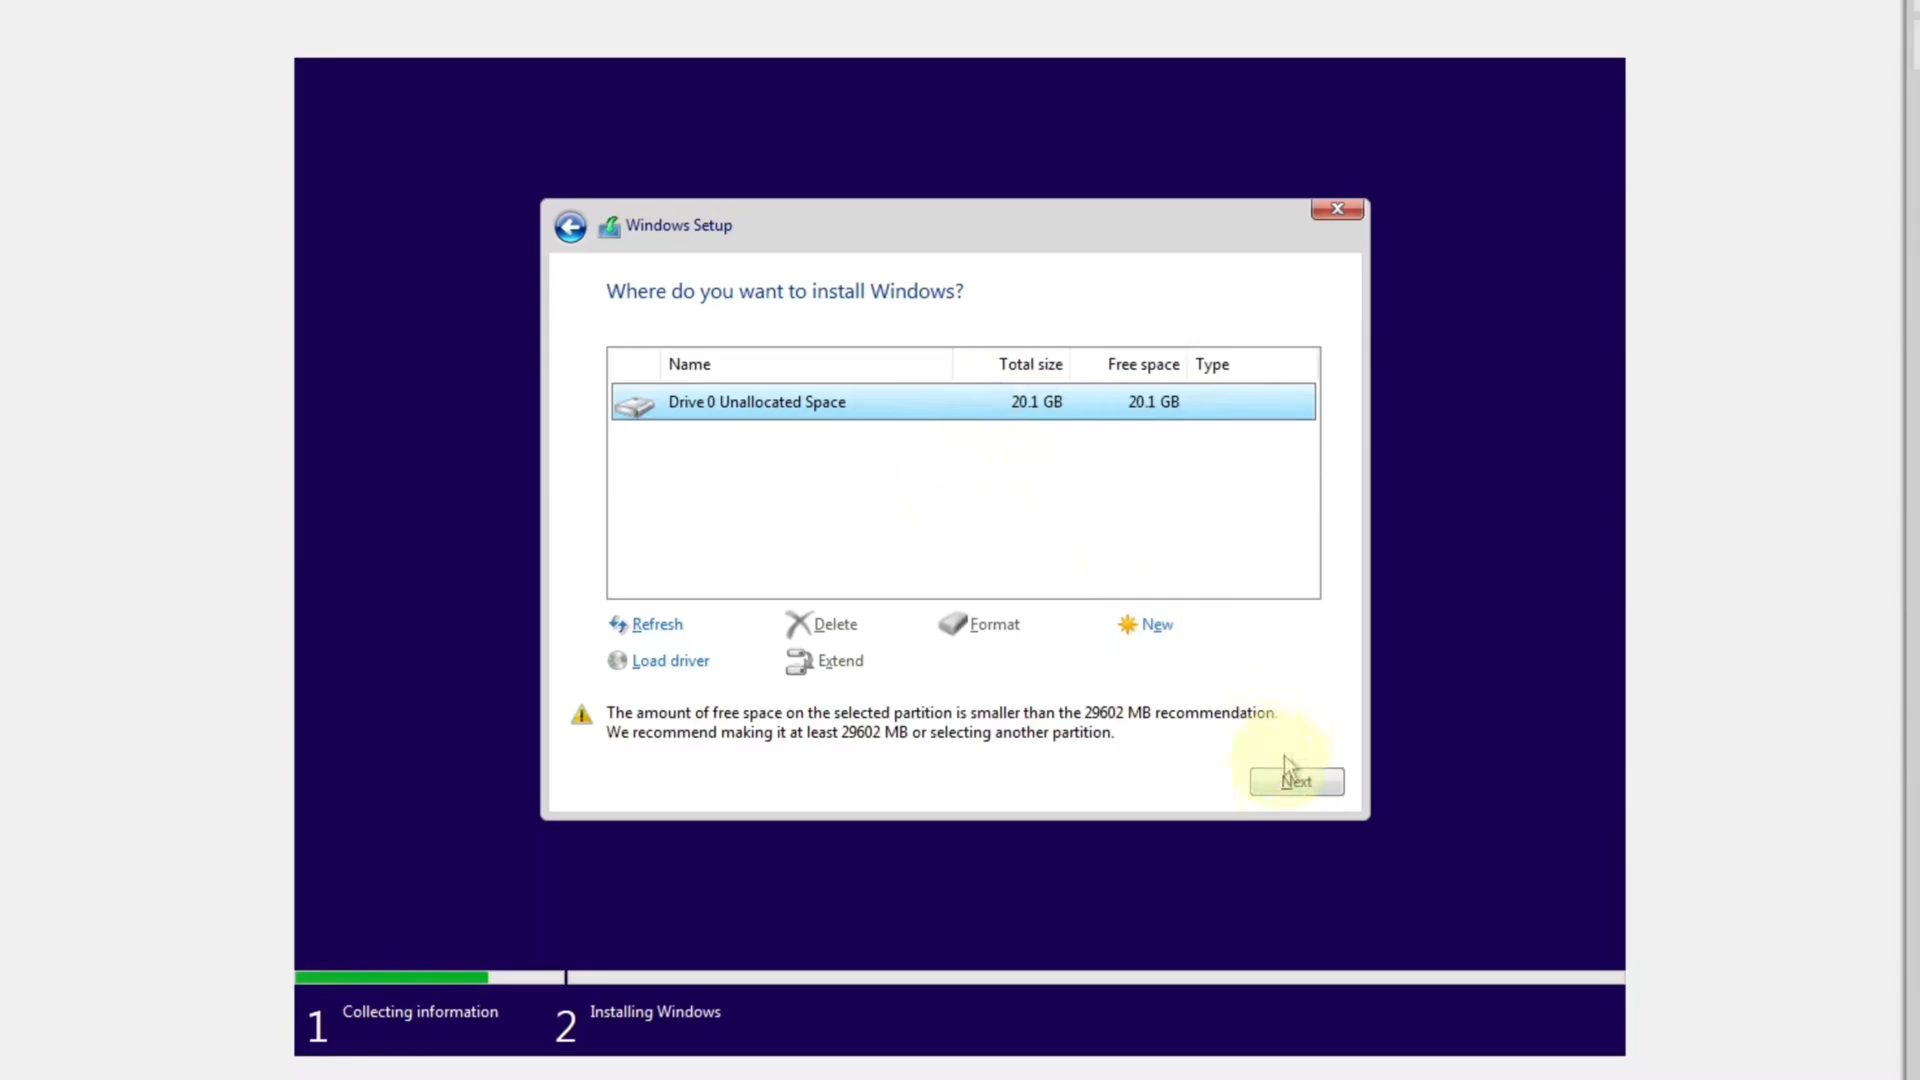 Windows Setup
Where do you want to install Windows?
Name Total size Free space Type
Drive 0 Unallocated Space 20.1 GB 20.1 GB
Refresh Delete Format New
Load driver Extend
The amount of free space on the selected partition is smaller than the 29602 MB recommendation.
We recommend making it at least 29602 MB or selecting another partition.
Next
1 Collecting information 2 Installing Windows